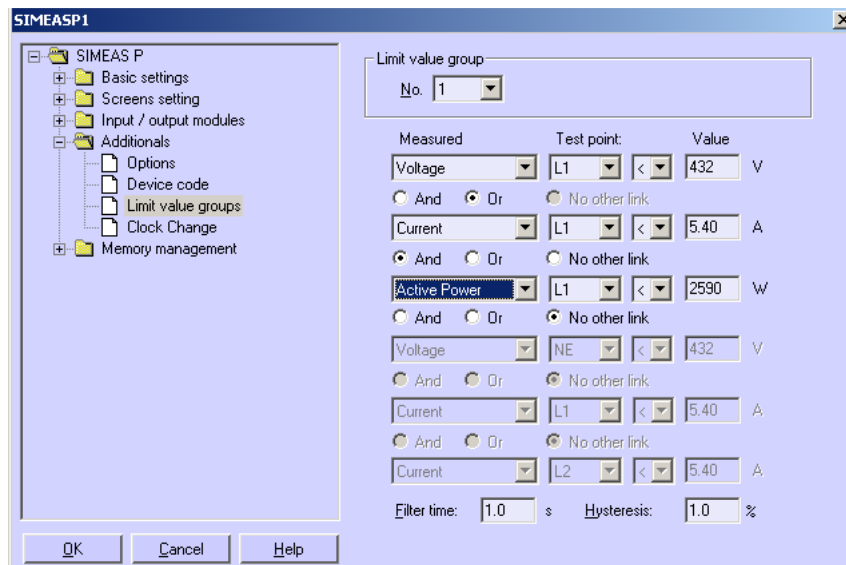 SIMEASP1
SIMEAS P
Basic settings
Screens setting
Input / output modules
Additionals
Options
Device code
Limit value groups
Clock Change
Memory management
OK
Cancel
Help
Limit value group
No. 1
Measured Test point: Value
Voltage L1 < 432 V
And Or No other link
Current L1 < 5.40 A
And Or No other link
Active Power L1 < 2590 W
And Or No other link
Voltage NE < 432 V
And Or No other link
Current L1 < 5.40 A
And Or No other link
Current L2 < 5.40 A
Filter time: 1.0 s Hysteresis: 1.0 %